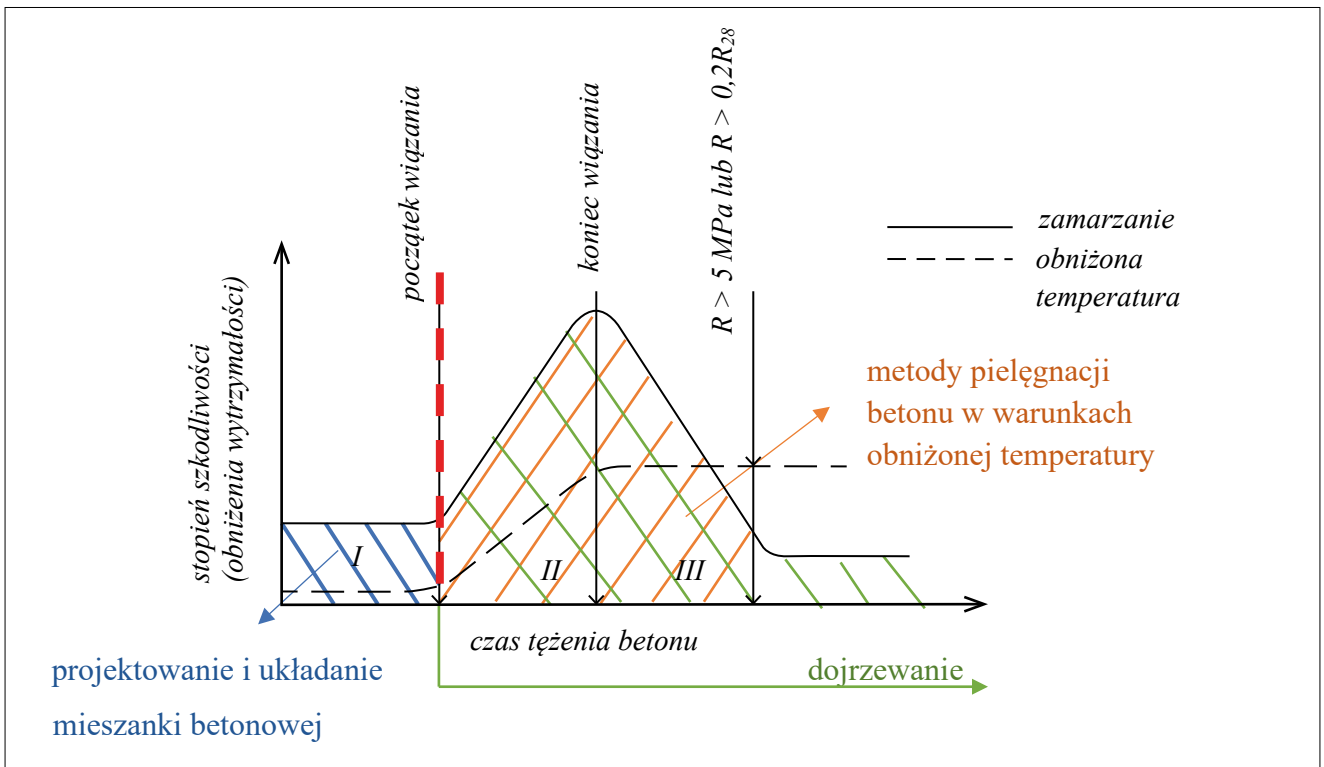 początek wiązania
koniec wiązania
R > 5 MPa lub R > 0,2R₂₈
zamarzanie
obniżona
temperatura
stopień szkodliwości
(obniżenia wytrzymałości)
metody pielęgnacji
betonu w warunkach
obniżonej temperatury
I
II
III
czas tężenia betonu
projektowanie i układanie
mieszanki betonowej
dojrzewanie